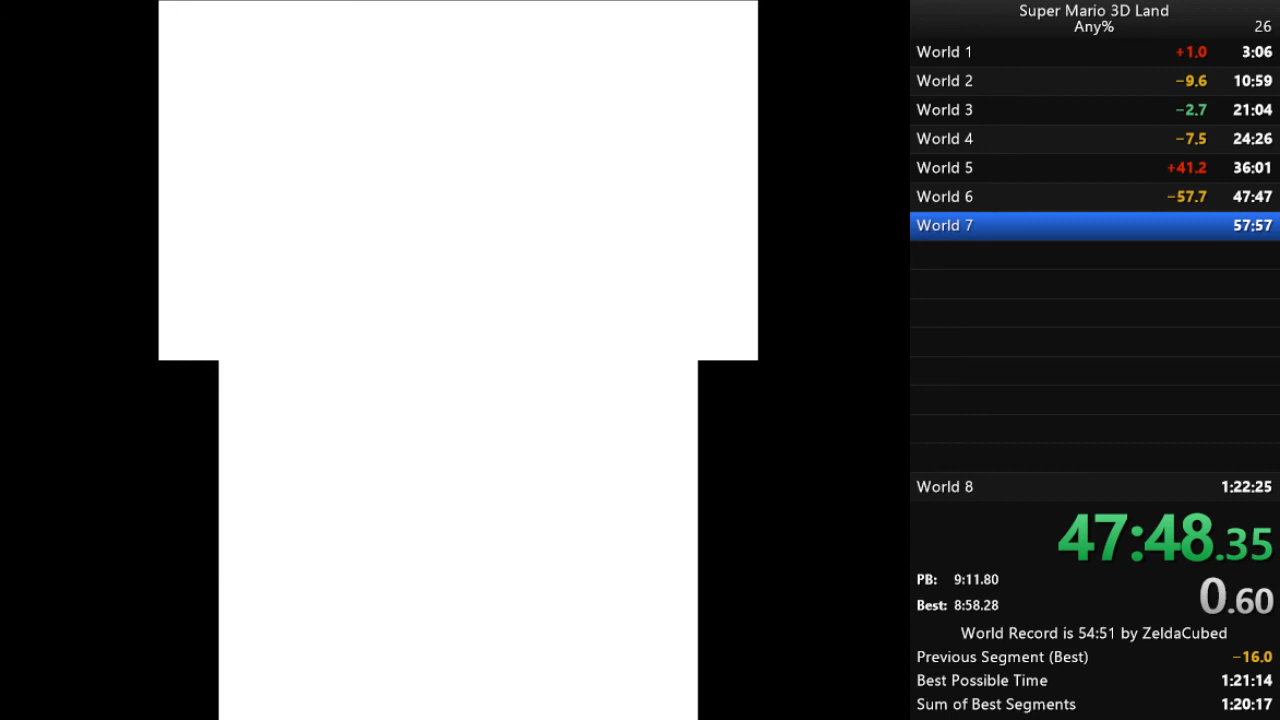 Super Mario 3D Land
Any% 26
World 1 +1.0 3:06
World 2 −9.6 10:59
World 3 −2.7 21:04
World 4 −7.5 24:26
World 5 +41.2 36:01
World 6 −57.7 47:47
World 7 57:57
World 8 1:22:25
47:48.35
PB: 9:11.80
0.60
Best: 8:58.28
World Record is 54:51 by ZeldaCubed
Previous Segment (Best) −16.0
Best Possible Time 1:21:14
Sum of Best Segments 1:20:17